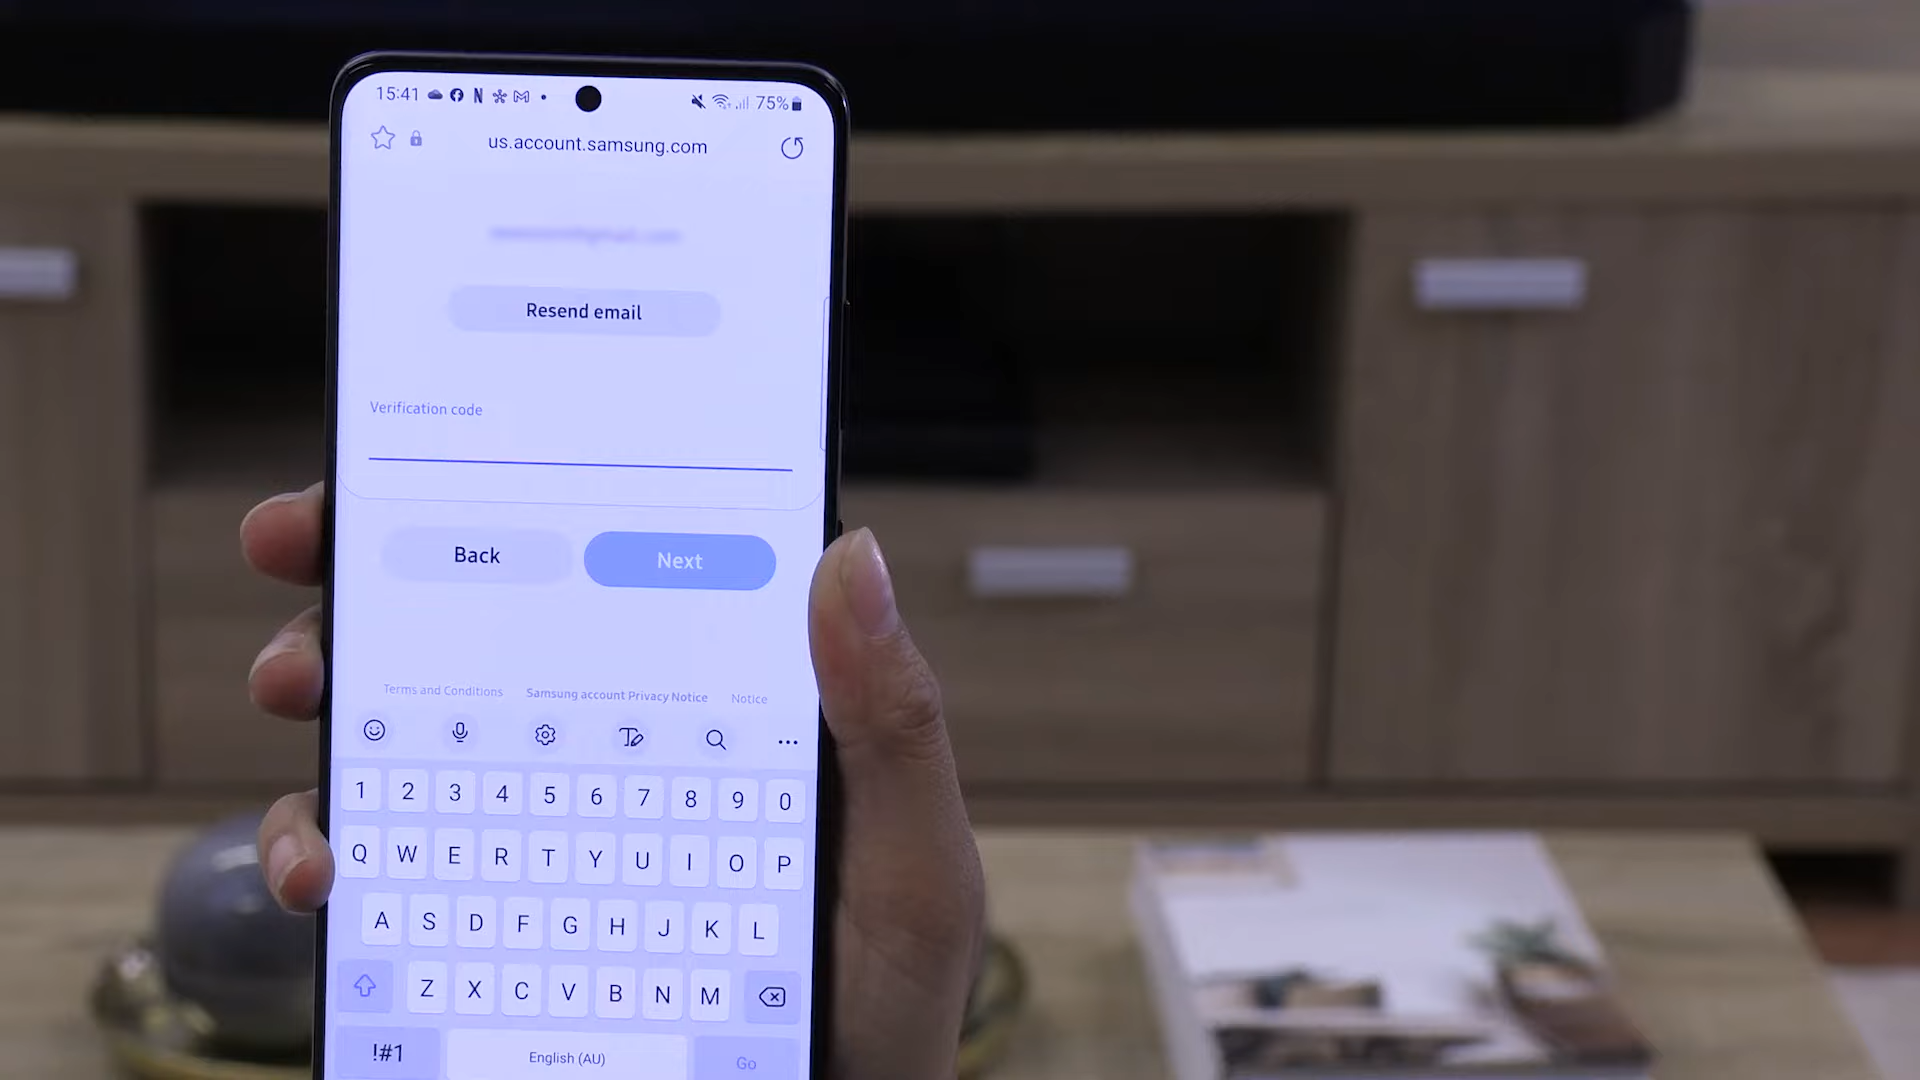 15:41 75%
us.account.samsung.com
Resend email
Verification code
Back Next
Terms and Conditions Samsung account Privacy Notice Notice
1 2 3 4 5 6 7 8 9 0
Q W E R T Y U I O P
A S D F G H J K L
Z X C V B N M
!#1 English (AU) Go